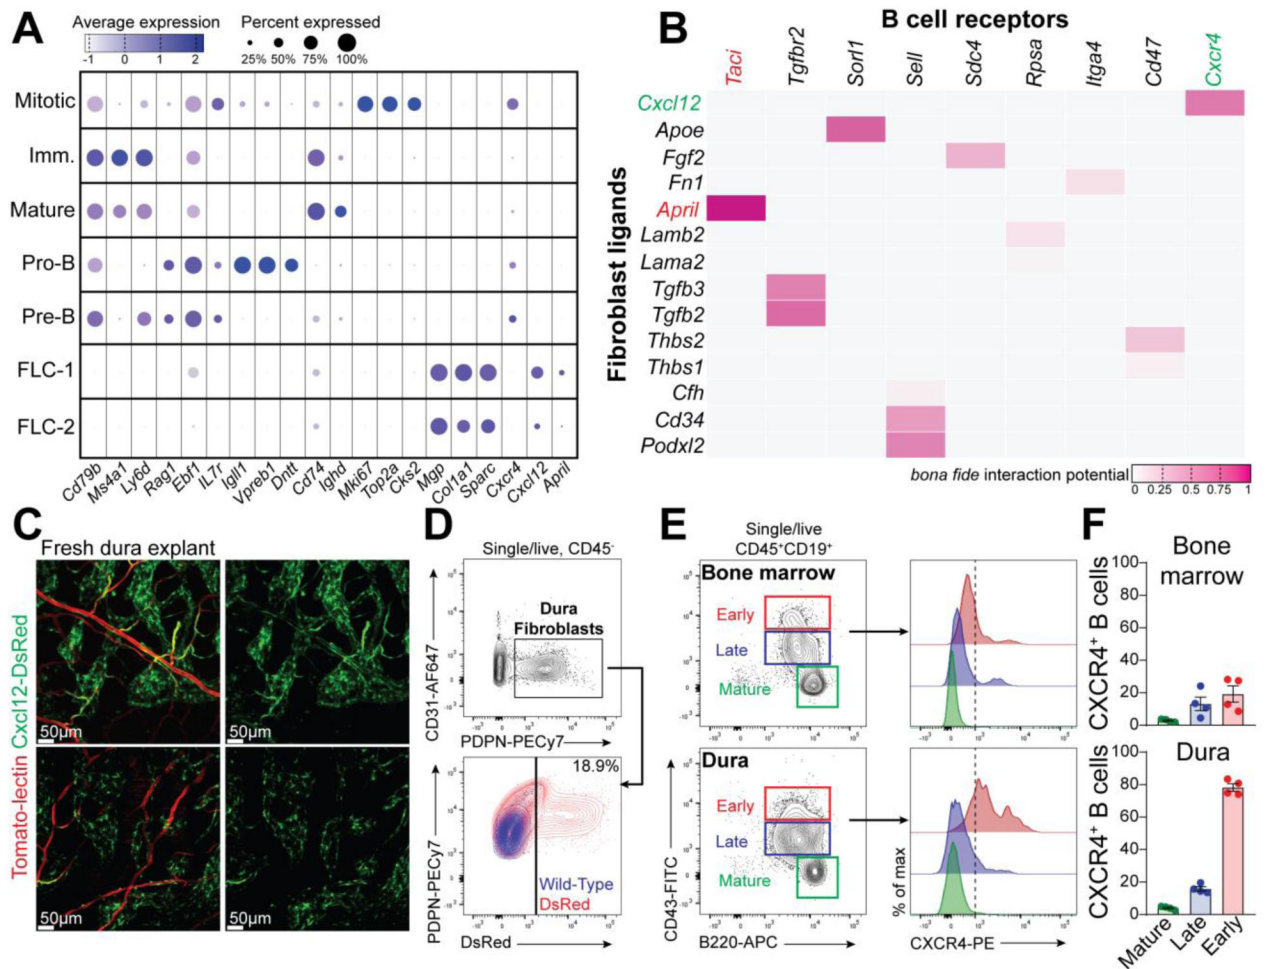 A
Average expression
-1 0 1 2
Percent expressed
25% 50% 75% 100%
Mitotic
Imm.
Mature
Pro-B
Pre-B
FLC-1
FLC-2
Cd79b
Ms4a1
Ly6d
Rag1
Ebf1
IL7r
Igll1
Vpreb1
Dntt
Cd74
Ighd
Mki67
Top2a
Cks2
Mgp
Col1a1
Sparc
Cxcr4
Cxcl12
April
B
B cell receptors
Taci
Tgfbr2
Sorl1
Sell
Sdc4
Rpsa
Itga4
Cd47
Cxcr4
Fibroblast ligands
Cxcl12
Apoe
Fgf2
Fn1
April
Lamb2
Lama2
Tgfb3
Tgfb2
Thbs2
Thbs1
Cfh
Cd34
Podxl2
bona fide interaction potential
0 0.25 0.5 0.75 1
C
Fresh dura explant
Tomato-lectin Cxcl12-DsRed
50µm
50µm
50µm
50µm
D
Single/live, CD45-
Dura
Fibroblasts
CD31-AF647
PDPN-PECy7
18.9%
Wild-Type
DsRed
PDPN-PECy7
DsRed
E
Single/live
CD45+CD19+
Bone marrow
Early
Late
Mature
Dura
Early
Late
Mature
CD43-FITC
B220-APC
% of max
CXCR4-PE
F
Bone
marrow
CXCR4+ B cells
100
80
60
40
20
0
Dura
CXCR4+ B cells
100
80
60
40
20
0
Mature
Late
Early